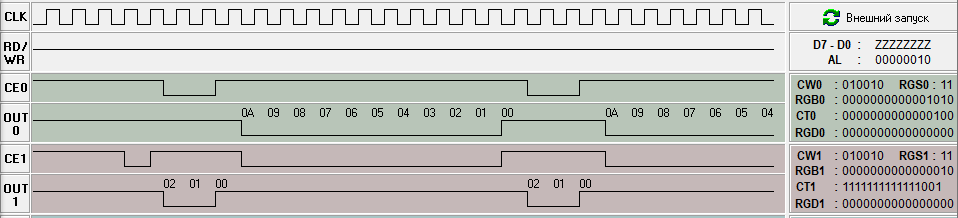 CLK
Внешний запуск
RD/
WR
D7 - D0 : ZZZZZZZZ
AL : 00000010
CE0
CW0 : 010010 RGS0 : 11
RGB0 : 0000000000001010
OUT
0
0A 09 08 07 06 05 04 03 02 01 00 0A 09 08 07 06 05 04
CT0 : 0000000000000100
RGD0 : 0000000000000000
CE1
CW1 : 010010 RGS1 : 11
RGB1 : 0000000000000010
OUT
1
02 01 00 02 01 00
CT1 : 1111111111111001
RGD1 : 0000000000000000